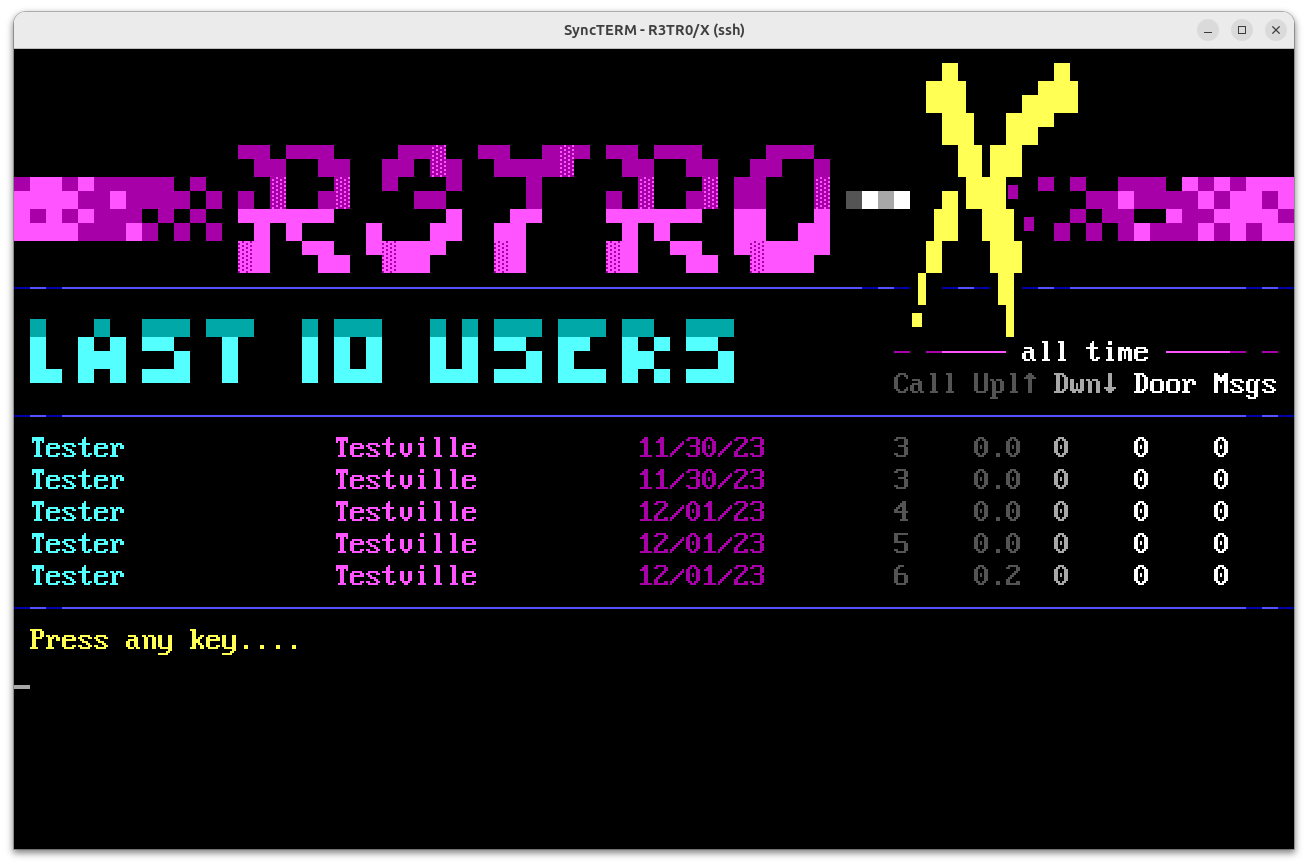 SyncTERM - R3TR0/X (ssh)
R3TR0-X
LAST 10 USERS
all time
Call Upl↑ Dwn↓ Door Msgs
Tester Testville 11/30/23 3 0.0 0 0 0
Tester Testville 11/30/23 3 0.0 0 0 0
Tester Testville 12/01/23 4 0.0 0 0 0
Tester Testville 12/01/23 5 0.0 0 0 0
Tester Testville 12/01/23 6 0.2 0 0 0
Press any key....